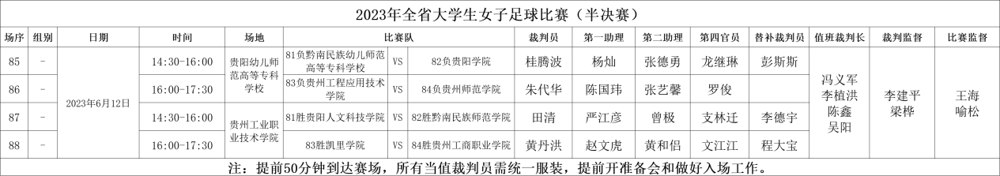 2023年全省大学生女子足球比赛（半决赛）
场序 组别 日期 时间 场地 比赛队 裁判员 第一助理 第二助理 第四官员 替补裁判员 值班裁判长 裁判监督 比赛监督
85 - 14:30-16:00 81负黔南民族幼儿师范高等专科学校 VS 82负贵阳学院 桂腾波 杨灿 张德勇 龙继琳 彭斯斯
贵阳幼儿师范高等专科学校
86 - 16:00-17:30 83负贵州工程应用技术学院 VS 84负贵州师范学院 朱代华 陈国玮 张艺馨 罗俊
2023年6月12日
冯义军
李植洪
陈鑫
吴阳
李建平
梁桦
王海
喻松
87 - 14:30-16:00 81胜贵阳人文科技学院 VS 82胜黔南民族师范学院 田清 严江彦 曾极 支林迁 李德宇
贵州工业职业技术学院
88 - 16:00-17:30 83胜凯里学院 VS 84胜贵州工商职业学院 黄丹洪 赵文虎 黄和侣 文江江 程大宝
注：提前50分钟到达赛场，所有当值裁判员需统一服装，提前开准备会和做好入场工作。